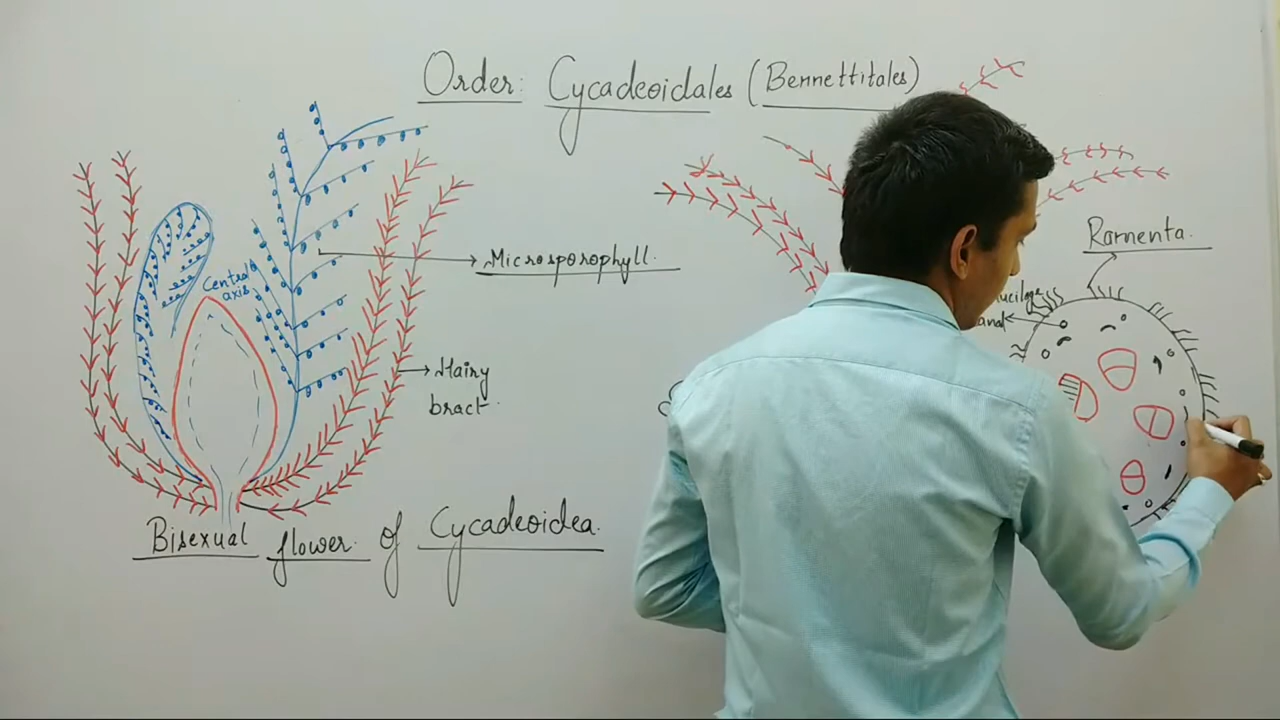 Order: Cycadeoidales (Bennettitales)
Ramenta.
Microsporophyll.
Central
axis
Hairy
bract
Bisexual flower of Cycadeoidea.